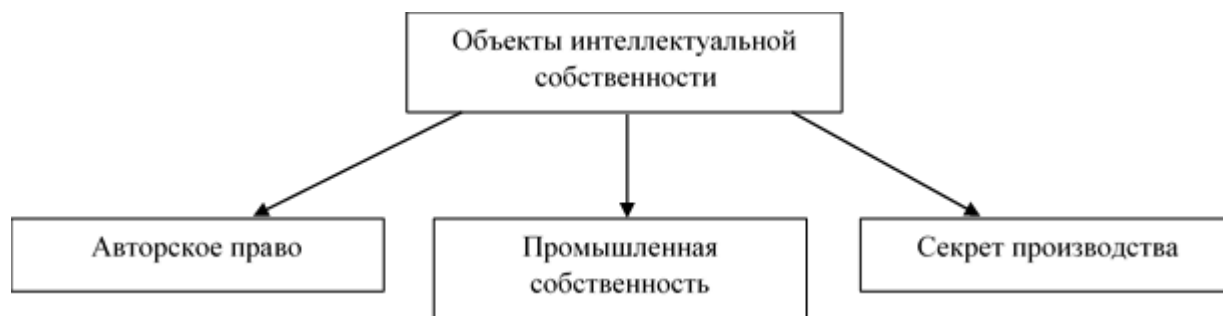 Объекты интеллектуальной
собственности
Авторское право
Промышленная
собственность
Секрет производства